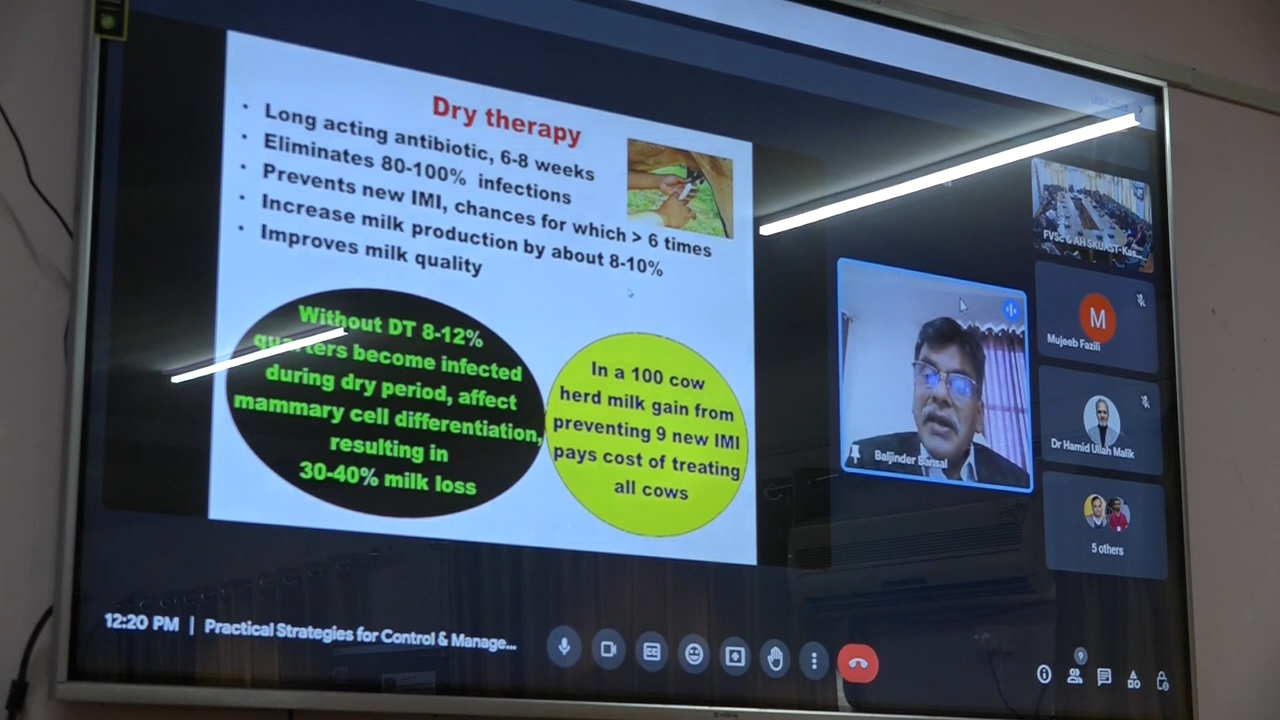 Dry therapy
• Long acting antibiotic, 6-8 weeks
• Eliminates 80-100% infections
• Prevents new IMI, chances for which > 6 times
• Increase milk production by about 8-10%
• Improves milk quality
Without DT 8-12%
quarters become infected
during dry period, affect
mammary cell differentiation,
resulting in
30-40% milk loss
In a 100 cow
herd milk gain from
preventing 9 new IMI
pays cost of treating
all cows
Baljinder Bansal
FVSc & AH SKUAST-Kas...
M
Mujeeb Fazili
Dr Hamid Ullah Malik
5 others
12:20 PM | Practical Strategies for Control & Manage...
9